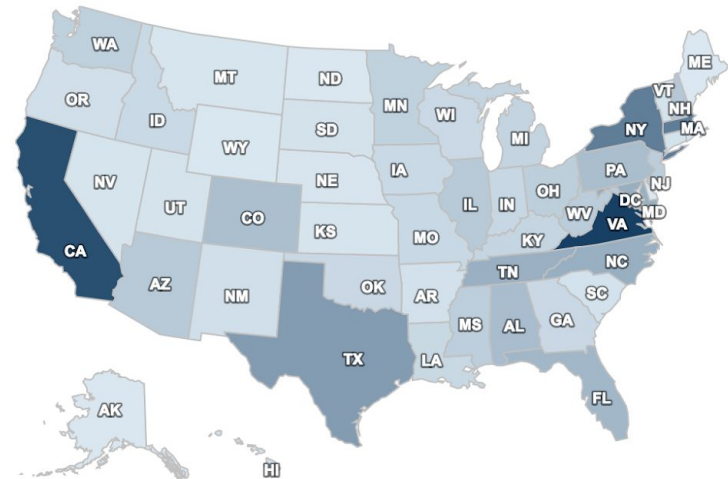 ME
WA
VT
MT
ND
NH
MN
OR
WI
NY
MA
ID
SD
MI
WY
PA
IA
NE
NJ
NV
OH
DC
IL
IN
UT
MD
CO
WV
VA
KS
MO
KY
CA
NC
TN
OK
AZ
NM
AR
SC
MS
AL
GA
TX
LA
FL
AK
HI